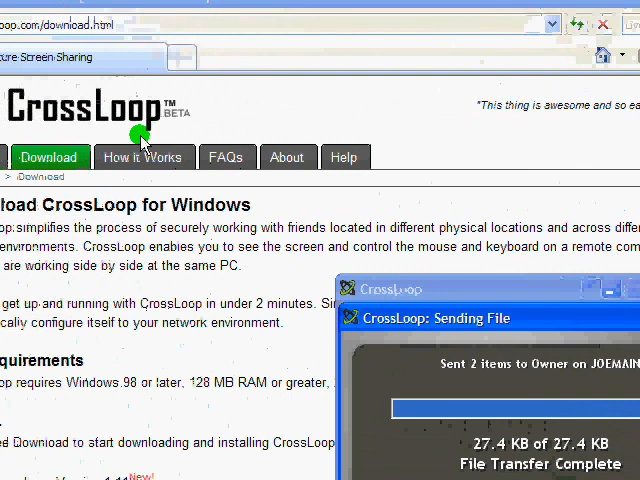 oop.com/download.html
ure Screen Sharing
CrossLoop™
BETA
"This thing is awesome and so ea
Download
How it Works
FAQs
About
Help
> Download
load CrossLoop for Windows
op simplifies the process of securely working with friends located in different physical locations and across diffe
environments. CrossLoop enables you to see the screen and control the mouse and keyboard on a remote com
are working side by side at the same PC.
get up and running with CrossLoop in under 2 minutes. Si
cally configure itself to your network environment.
quirements
op requires Windows 98 or later, 128 MB RAM or greater,
ed Download to start downloading and installing CrossLoop
New!
CrossLoop
CrossLoop: Sending File
Sent 2 items to Owner on JOEMAIN
27.4 KB of 27.4 KB
File Transfer Complete